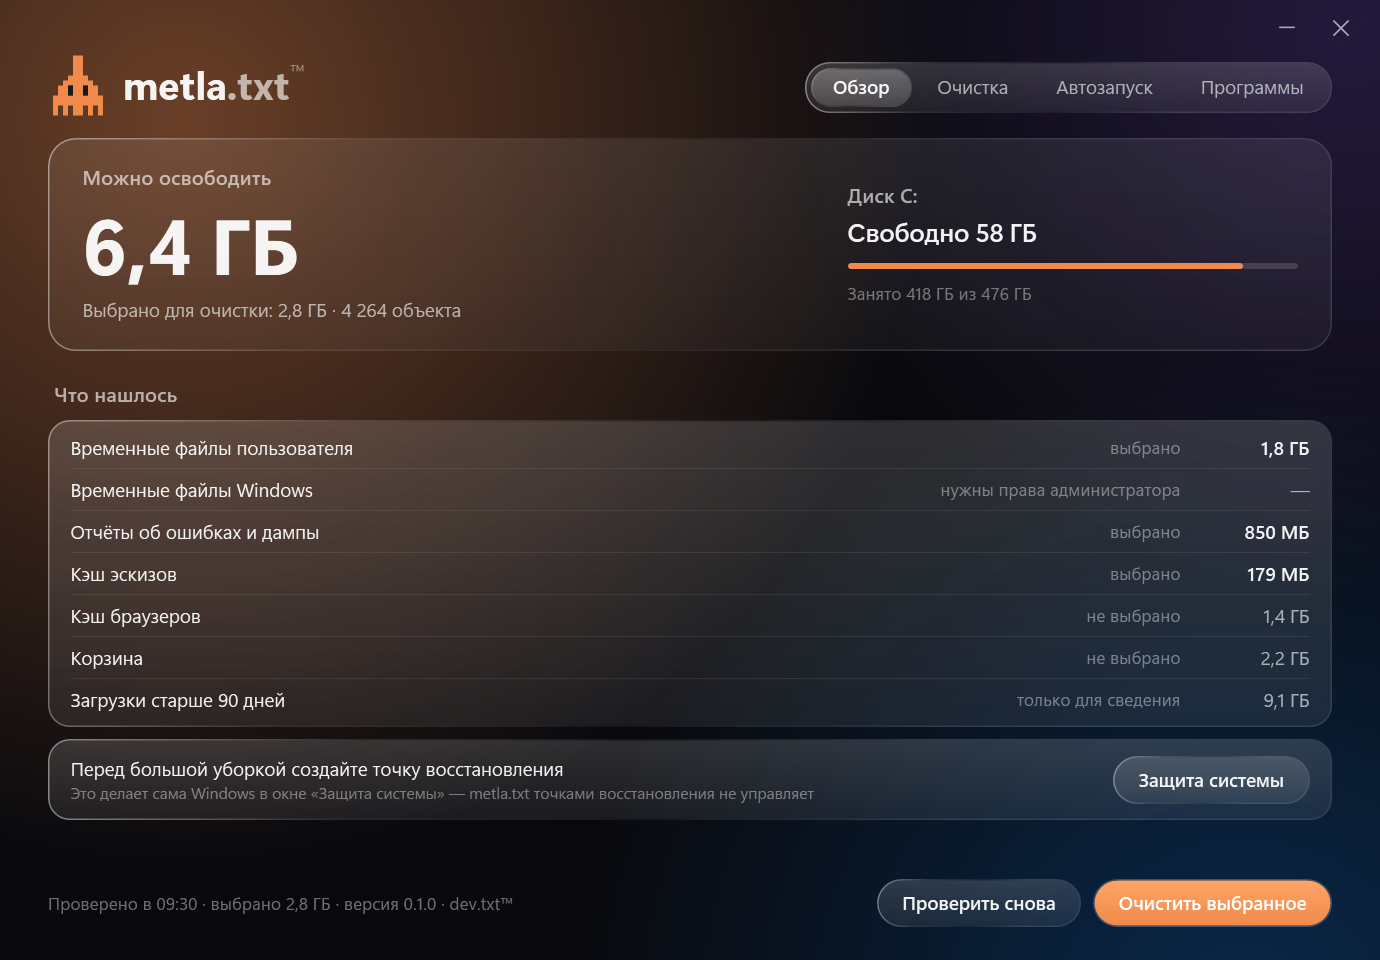 metla.txt™
Обзор Очистка Автозапуск Программы
Можно освободить
6,4 ГБ
Выбрано для очистки: 2,8 ГБ · 4 264 объекта
Диск C:
Свободно 58 ГБ
Занято 418 ГБ из 476 ГБ
Что нашлось
Временные файлы пользователя выбрано 1,8 ГБ
Временные файлы Windows нужны права администратора —
Отчёты об ошибках и дампы выбрано 850 МБ
Кэш эскизов выбрано 179 МБ
Кэш браузеров не выбрано 1,4 ГБ
Корзина не выбрано 2,2 ГБ
Загрузки старше 90 дней только для сведения 9,1 ГБ
Перед большой уборкой создайте точку восстановления
Это делает сама Windows в окне «Защита системы» — metla.txt точками восстановления не управляет
Защита системы
Проверено в 09:30 · выбрано 2,8 ГБ · версия 0.1.0 · dev.txt™
Проверить снова Очистить выбранное